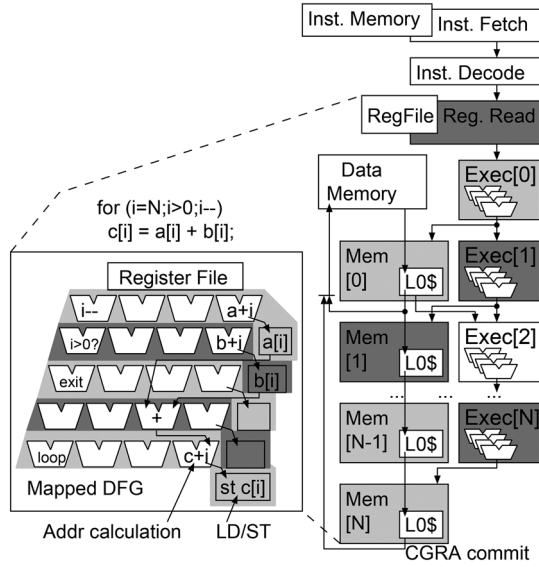 Inst. Memory
Inst. Fetch
Inst. Decode
RegFile
Reg. Read
Data
Memory
Exec[0]
for (i=N;i>0;i--)
c[i] = a[i] + b[i];
Mem
[0]
L0$
Exec[1]
Register File
i--
a+i
i>0?
b+i
a[i]
Mem
[1]
L0$
Exec[2]
exit
b[i]
... ...
+
Mem
[N-1]
L0$
Exec[N]
loop
c+i
Mapped DFG
st c[i]
Mem
[N]
L0$
Addr calculation
LD/ST
CGRA commit